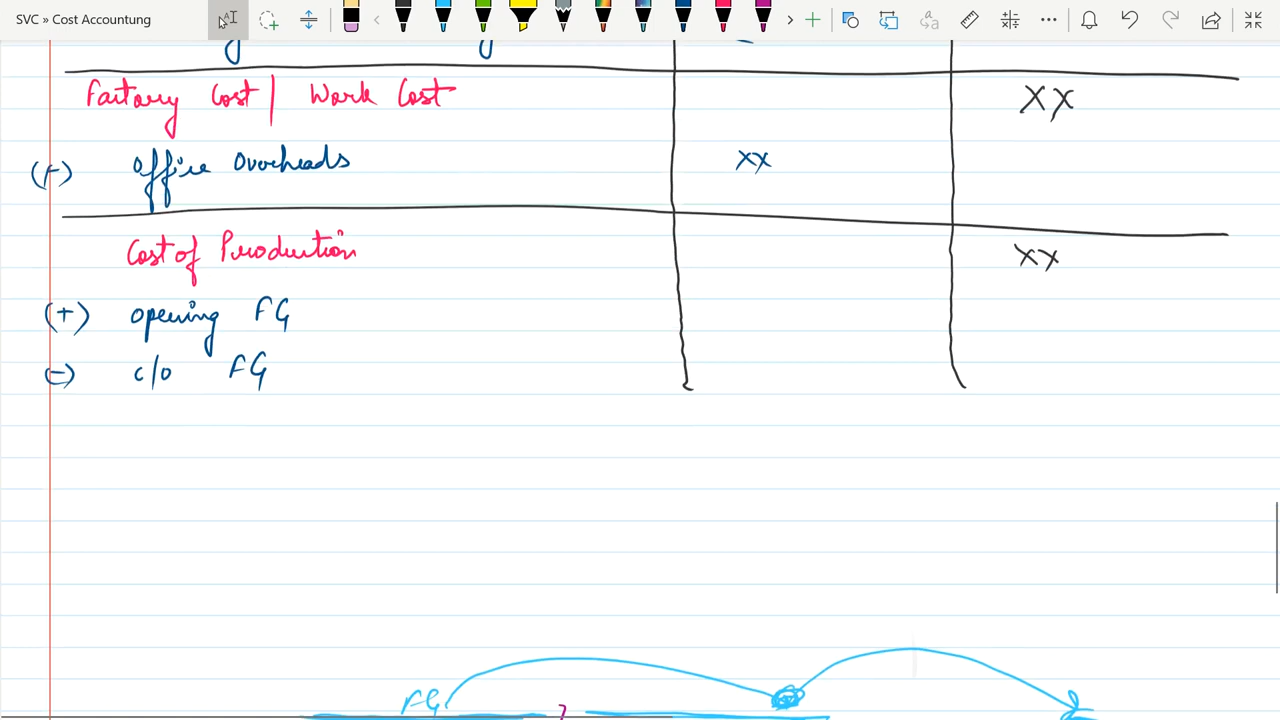 SVC » Cost Accountung
Factory Cost | Work Cost XX
(+) Office Overheads XX
Cost of Production XX
(+) opening FG
(-) c/o FG
FG